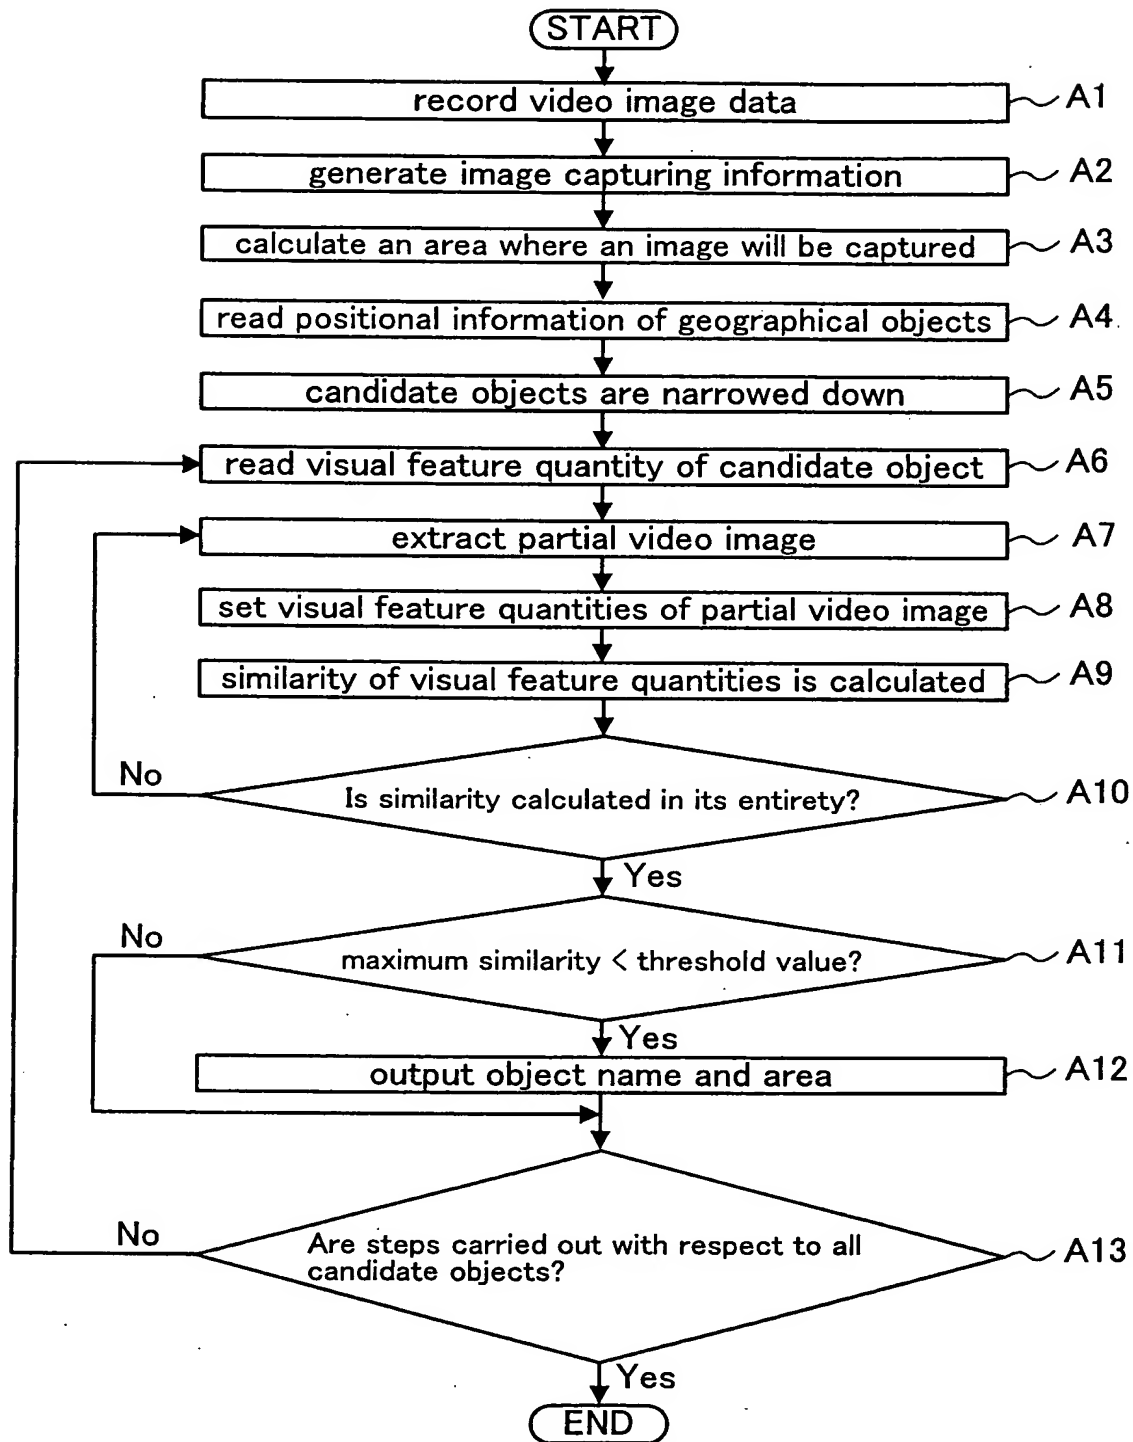 START
record video image data
A1
generate image capturing information
A2
calculate an area where an image will be captured
A3
read positional information of geographical objects
A4
candidate objects are narrowed down
A5
read visual feature quantity of candidate object
A6
extract partial video image
A7
set visual feature quantities of partial video image
A8
similarity of visual feature quantities is calculated
A9
No
Is similarity calculated in its entirety?
A10
Yes
No
maximum similarity < threshold value?
A11
Yes
output object name and area
A12
No
Are steps carried out with respect to all
candidate objects?
A13
Yes
END